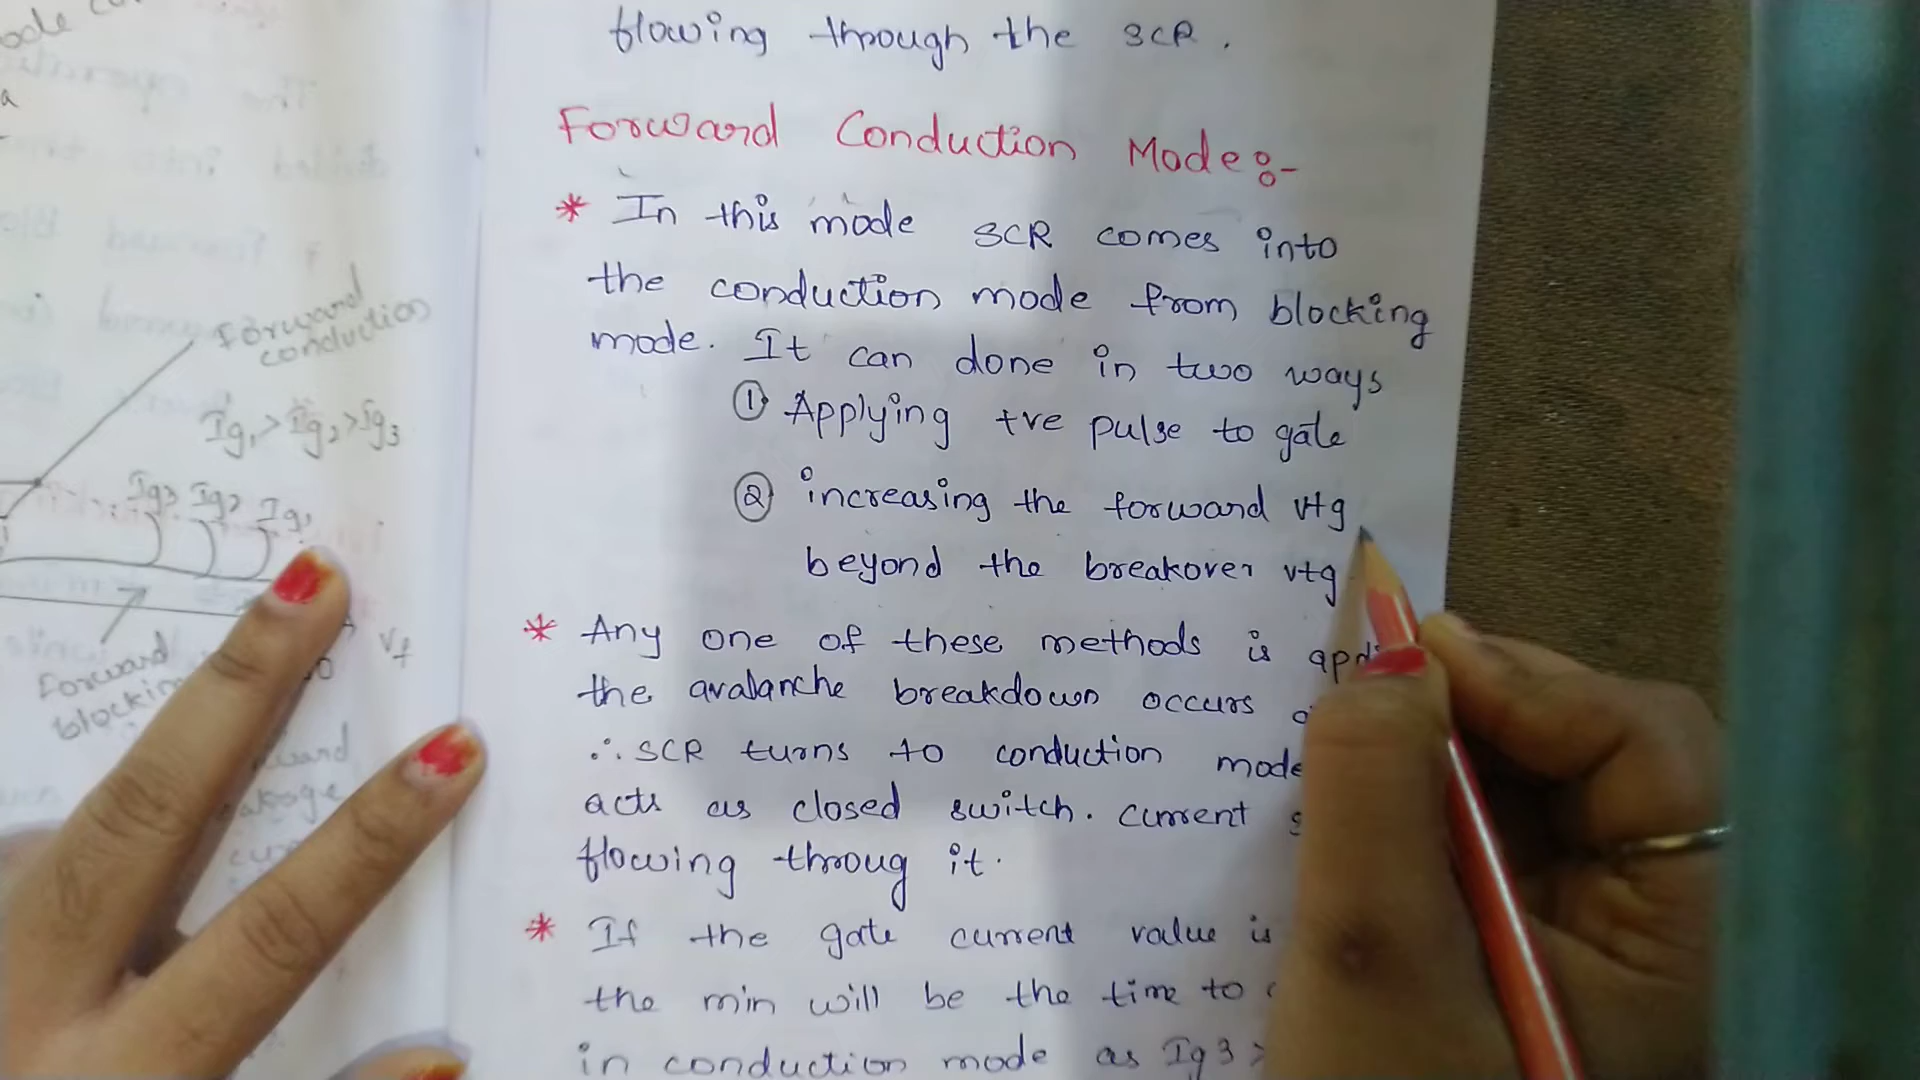 a
Forward
conduction
Ig1 > Ig2 > Ig3
Ig3 Ig2 Ig1
Forward
Vf
flowing through the SCR.
Forward Conduction Mode:-
* In this mode SCR comes into
the conduction mode from blocking
mode. It can done in two ways
① Applying +ve pulse to gate
② increasing the forward vtg
beyond the breakover vtg
* Any one of these methods is
the avalanche breakdown occurs
∴ SCR turns to conduction mode
acts as closed switch. current
flowing throug it.
* If the gate current value is
the min will be the time to
in conduction mode as Ig3 >